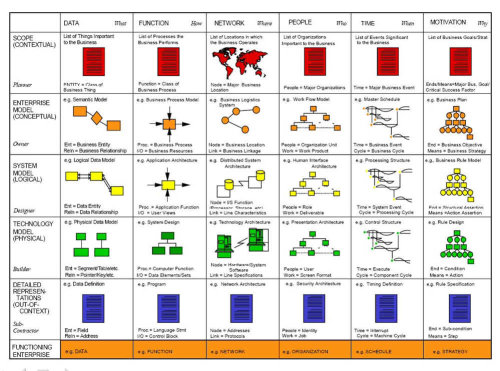 DATA What
FUNCTION How
NETWORK Where
PEOPLE Who
TIME When
MOTIVATION Why
SCOPE
(CONTEXTUAL)
Planner
List of Things Important
to the Business
ENTITY = Class of
Business Thing
List of Processes the
Business Performs
Function = Class of
Business Process
List of Locations in which
the Business Operates
Node = Major Business
Location
List of Organizations
Important to the Business
People = Major Organizations
List of Events Significant
to the Business
Time = Major Business Event
List of Business Goals/Strat
Ends/Means=Major Bus. Goal/
Critical Success Factor
ENTERPRISE
MODEL
(CONCEPTUAL)
Owner
e.g. Semantic Model
Ent = Business Entity
Reln = Business Relationship
e.g. Business Process Model
Proc. = Business Process
I/O = Business Resources
e.g. Business Logistics
System
Node = Business Location
Link = Business Linkage
e.g. Work Flow Model
People = Organization Unit
Work = Work Product
e.g. Master Schedule
Time = Business Event
Cycle = Business Cycle
e.g. Business Plan
End = Business Objective
Means = Business Strategy
SYSTEM
MODEL
(LOGICAL)
Designer
e.g. Logical Data Model
Ent = Data Entity
Reln = Data Relationship
e.g. Application Architecture
Proc = Application Function
I/O = User Views
e.g. Distributed System
Architecture
Node = I/S Function
(Processor, Storage, etc)
Link = Line Characteristics
e.g. Human Interface
Architecture
People = Role
Work = Deliverable
e.g. Processing Structure
Time = System Event
Cycle = Processing Cycle
e.g., Business Rule Model
End = Structural Assertion
Means =Action Assertion
TECHNOLOGY
MODEL
(PHYSICAL)
Builder
e.g. Physical Data Model
Ent = Segment/Table/etc.
Reln = Pointer/Key/etc.
e.g. System Design
Proc.= Computer Function
I/O = Data Elements/Sets
e.g. Technology Architecture
Node = Hardware/System
Software
Link = Line Specifications
e.g. Presentation Architecture
People = User
Work = Screen Format
e.g. Control Structure
Time = Execute
Cycle = Component Cycle
e.g. Rule Design
End = Condition
Means = Action
DETAILED
REPRESEN-
TATIONS
(OUT-OF-
CONTEXT)
Sub-
Contractor
e.g. Data Definition
Ent = Field
Reln = Address
e.g. Program
Proc= Language Stmt
I/O = Control Block
e.g. Network Architecture
Node = Addresses
Link = Protocols
e.g. Security Architecture
People = Identity
Work = Job
e.g. Timing Definition
Time = Interrupt
Cycle = Machine Cycle
e.g. Rule Specification
End = Sub-condition
Means = Step
FUNCTIONING
ENTERPRISE
e.g. DATA
e.g. FUNCTION
e.g. NETWORK
e.g. ORGANIZATION
e.g. SCHEDULE
e.g. STRATEGY